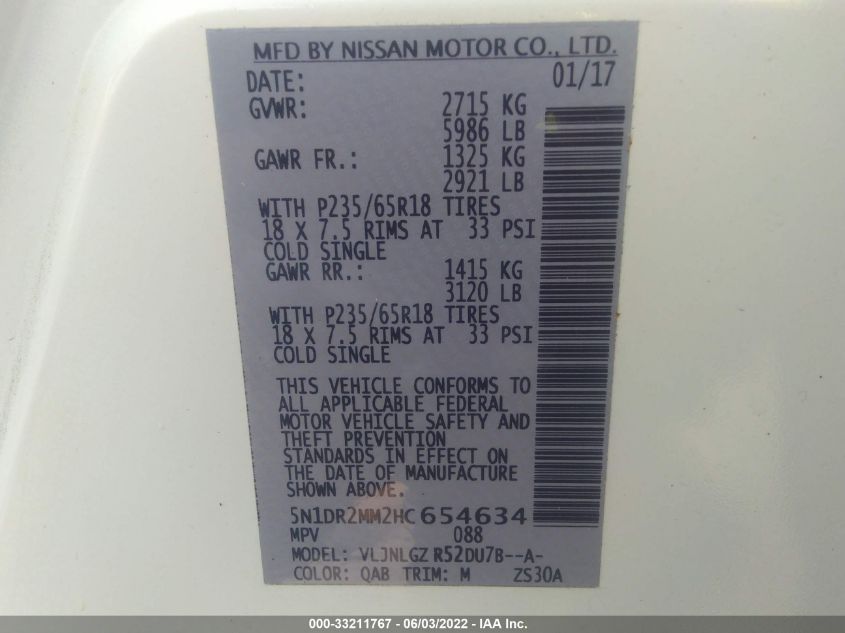 MFD BY NISSAN MOTOR CO., LTD.
DATE: 01/17
GVWR: 2715 KG
5986 LB
GAWR FR.: 1325 KG
2921 LB
WITH P235/65R18 TIRES
18 X 7.5 RIMS AT 33 PSI
COLD SINGLE
GAWR RR.: 1415 KG
3120 LB
WITH P235/65R18 TIRES
18 X 7.5 RIMS AT 33 PSI
COLD SINGLE
THIS VEHICLE CONFORMS TO
ALL APPLICABLE FEDERAL
MOTOR VEHICLE SAFETY AND
THEFT PREVENTION
STANDARDS IN EFFECT ON
THE DATE OF MANUFACTURE
SHOWN ABOVE.
5N1DR2MM2HC654634
MPV 088
MODEL: VLJNLGZ R52DU7B--A-
COLOR: QAB TRIM: M ZS30A
000-33211767 - 06/03/2022 - IAA Inc.